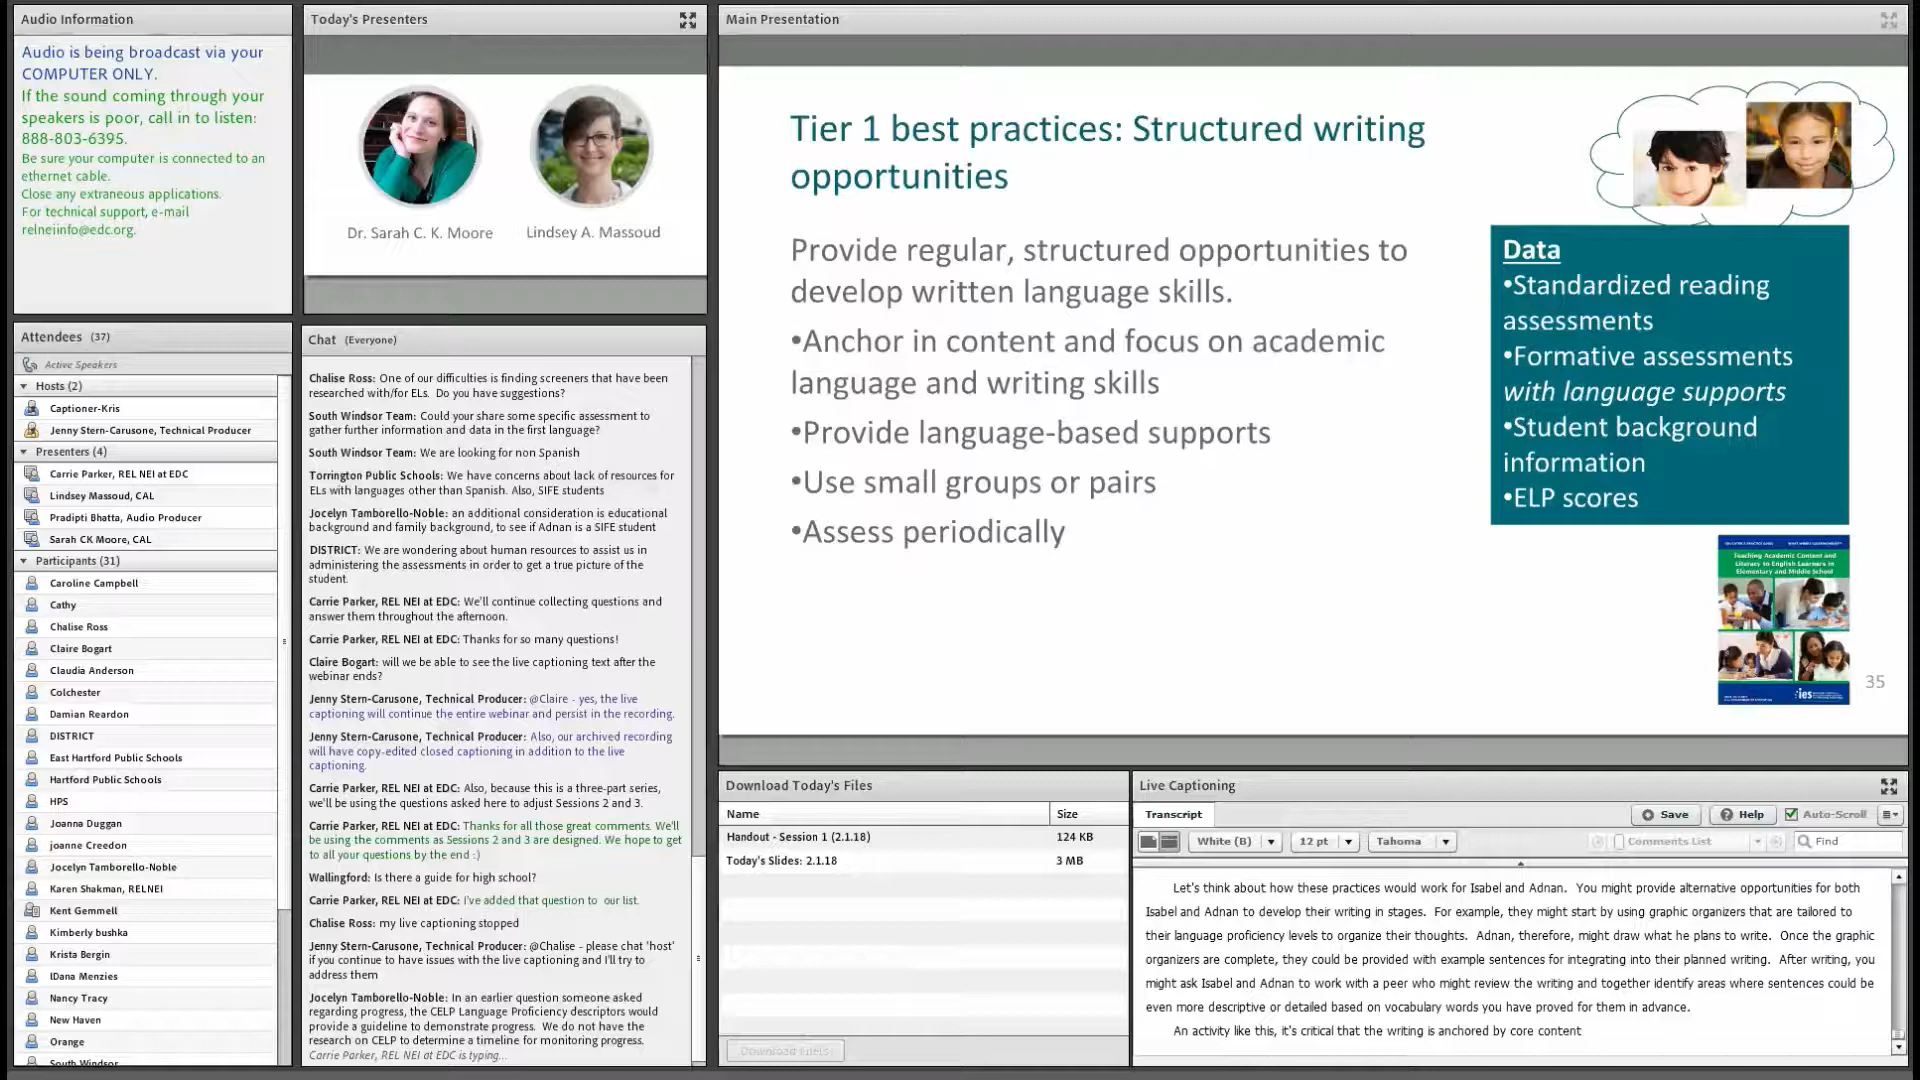 Audio Information
Audio is being broadcast via your
COMPUTER ONLY.
If the sound coming through your
speakers is poor, call in to listen:
888-803-6395.
Be sure your computer is connected to an
ethernet cable.
Close any extraneous applications.
For technical support, e-mail
relneiinfo@edc.org.
Today's Presenters
Dr. Sarah C. K. Moore
Lindsey A. Massoud
Attendees (37)
Active Speakers
Hosts (2)
Captioner-Kris
Jenny Stern-Carusone, Technical Producer
Presenters (4)
Carrie Parker, REL NEI at EDC
Lindsey Massoud, CAL
Pradipti Bhatta, Audio Producer
Sarah CK Moore, CAL
Participants (31)
Caroline Campbell
Cathy
Chalise Ross
Claire Bogart
Claudia Anderson
Colchester
Damian Reardon
DISTRICT
East Hartford Public Schools
Hartford Public Schools
HPS
Joanna Duggan
joanne Creedon
Jocelyn Tamborello-Noble
Karen Shakman, RELNEI
Kent Gemmell
Kimberly bushka
Krista Bergin
lDana Menzies
Nancy Tracy
New Haven
Orange
South Windsor
Chat (Everyone)
Chalise Ross: One of our difficulties is finding screeners that have been
researched with/for ELs. Do you have suggestions?
South Windsor Team: Could your share some specific assessment to
gather further information and data in the first language?
South Windsor Team: We are looking for non Spanish
Torrington Public Schools: We have concerns about lack of resources for
ELs with languages other than Spanish. Also, SIFE students
Jocelyn Tamborello-Noble: an additional consideration is educational
background and family background, to see if Adnan is a SIFE student
DISTRICT: We are wondering about human resources to assist us in
administering the assessments in order to get a true picture of the
student.
Carrie Parker, REL NEI at EDC: We'll continue collecting questions and
answer them throughout the afternoon.
Carrie Parker, REL NEI at EDC: Thanks for so many questions!
Claire Bogart: will we be able to see the live captioning text after the
webinar ends?
Jenny Stern-Carusone, Technical Producer: @Claire - yes, the live
captioning will continue the entire webinar and persist in the recording.
Jenny Stern-Carusone, Technical Producer: Also, our archived recording
will have copy-edited closed captioning in addition to the live
captioning.
Carrie Parker, REL NEI at EDC: Also, because this is a three-part series,
we'll be using the questions asked here to adjust Sessions 2 and 3.
Carrie Parker, REL NEI at EDC: Thanks for all those great comments. We'll
be using the comments as Sessions 2 and 3 are designed. We hope to get
to all your questions by the end :)
Wallingford: Is there a guide for high school?
Carrie Parker, REL NEI at EDC: I've added that question to our list.
Chalise Ross: my live captioning stopped
Jenny Stern-Carusone, Technical Producer: @Chalise - please chat 'host'
if you continue to have issues with the live captioning and I'll try to
address them
Jocelyn Tamborello-Noble: In an earlier question someone asked
regarding progress, the CELP Language Proficiency descriptors would
provide a guideline to demonstrate progress. We do not have the
research on CELP to determine a timeline for monitoring progress.
Carrie Parker, REL NEI at EDC is typing...
Main Presentation
Tier 1 best practices: Structured writing
opportunities
Provide regular, structured opportunities to
develop written language skills.
•Anchor in content and focus on academic
language and writing skills
•Provide language-based supports
•Use small groups or pairs
•Assess periodically
Data
•Standardized reading
assessments
•Formative assessments
with language supports
•Student background
information
•ELP scores
Teaching Academic Content and
Literacy to English Learners in
Elementary and Middle School
ies
35
Download Today's Files
Name Size
Handout - Session 1 (2.1.18) 124 KB
Today's Slides: 2.1.18 3 MB
Download File(s)
Live Captioning
Transcript
Save
Help
Auto-Scroll
White (B)
12 pt
Tahoma
Comments List
Find
Let's think about how these practices would work for Isabel and Adnan. You might provide alternative opportunities for both
Isabel and Adnan to develop their writing in stages. For example, they might start by using graphic organizers that are tailored to
their language proficiency levels to organize their thoughts. Adnan, therefore, might draw what he plans to write. Once the graphic
organizers are complete, they could be provided with example sentences for integrating into their planned writing. After writing, you
might ask Isabel and Adnan to work with a peer who might review the writing and together identify areas where sentences could be
even more descriptive or detailed based on vocabulary words you have proved for them in advance.
An activity like this, it's critical that the writing is anchored by core content